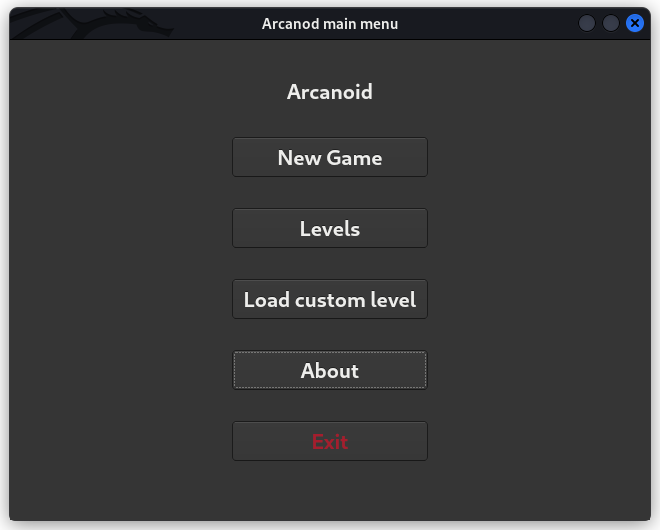 Arcanod main menu
Arcanoid
New Game
Levels
Load custom level
About
Exit